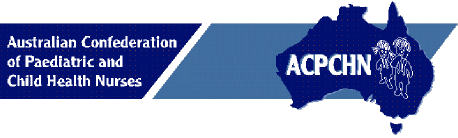 Australian Confederation
of Paediatric and
Child Health Nurses
ACPCHN